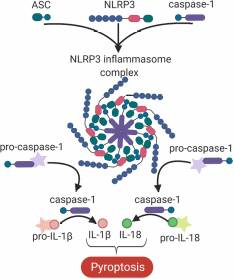 ASC NLRP3 caspase-1
NLRP3 inflammasome
complex
pro-caspase-1 pro-caspase-1
caspase-1 caspase-1
pro-IL-1β IL-1β IL-18 pro-IL-18
Pyroptosis